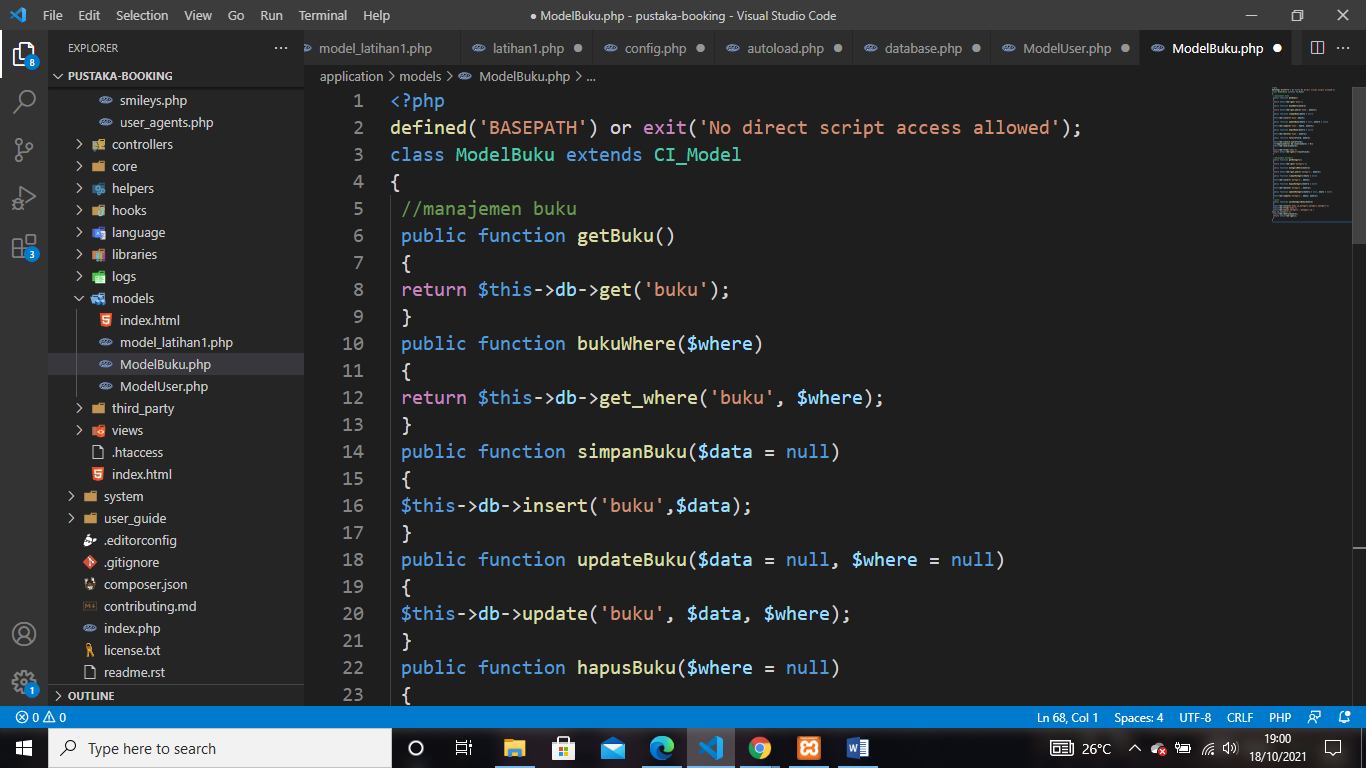 File Edit Selection View Go Run Terminal Help
● ModelBuku.php - pustaka-booking - Visual Studio Code
EXPLORER
model_latihan1.php latihan1.php config.php autoload.php database.php ModelUser.php ModelBuku.php
PUSTAKA-BOOKING
application > models > ModelBuku.php > ...
smileys.php
user_agents.php
controllers
core
helpers
hooks
language
libraries
logs
models
index.html
model_latihan1.php
ModelBuku.php
ModelUser.php
third_party
views
.htaccess
index.html
system
user_guide
.editorconfig
.gitignore
composer.json
contributing.md
index.php
license.txt
readme.rst
OUTLINE
8
3
1
1 <?php
2 defined('BASEPATH') or exit('No direct script access allowed');
3 class ModelBuku extends CI_Model
4 {
5 //manajemen buku
6 public function getBuku()
7 {
8 return $this->db->get('buku');
9 }
10 public function bukuWhere($where)
11 {
12 return $this->db->get_where('buku', $where);
13 }
14 public function simpanBuku($data = null)
15 {
16 $this->db->insert('buku',$data);
17 }
18 public function updateBuku($data = null, $where = null)
19 {
20 $this->db->update('buku', $data, $where);
21 }
22 public function hapusBuku($where = null)
23 {
0 0
Ln 68, Col 1 Spaces: 4 UTF-8 CRLF PHP
Type here to search
26°C
19:00
18/10/2021